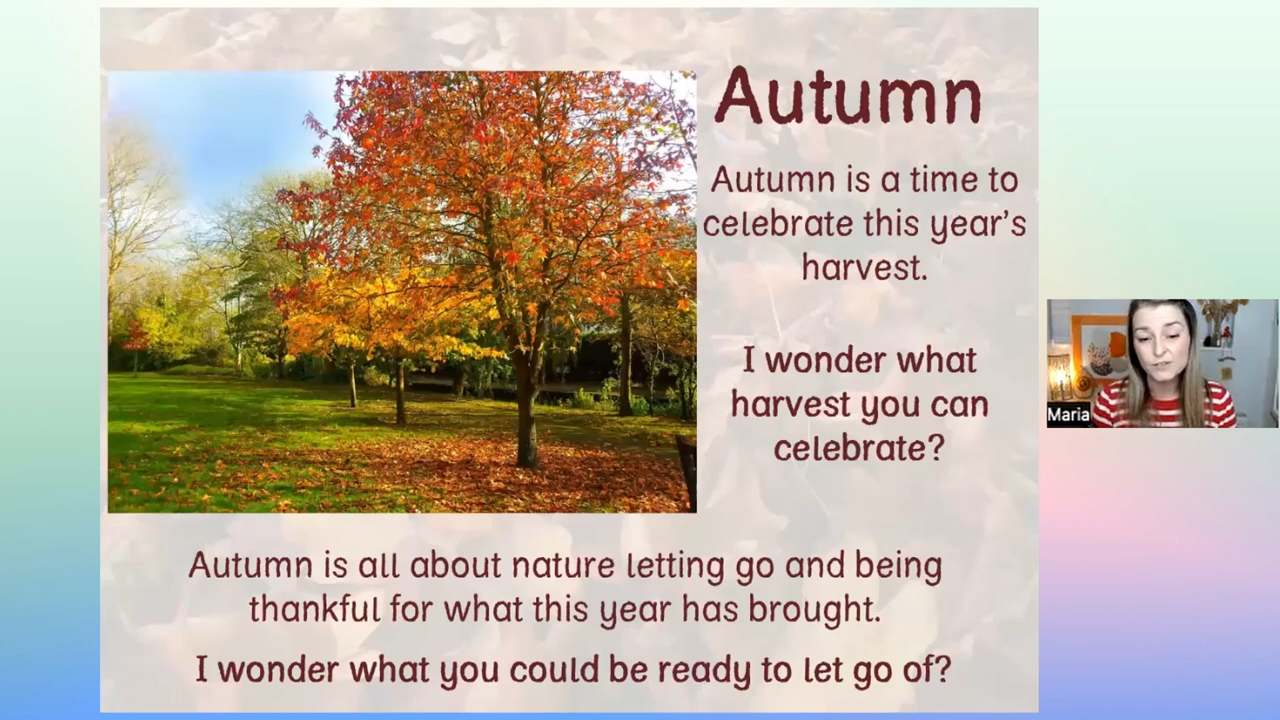 Autumn
Autumn is a time to
celebrate this year's
harvest.
I wonder what
harvest you can
celebrate?
Maria
Autumn is all about nature letting go and being
thankful for what this year has brought.
I wonder what you could be ready to let go of?